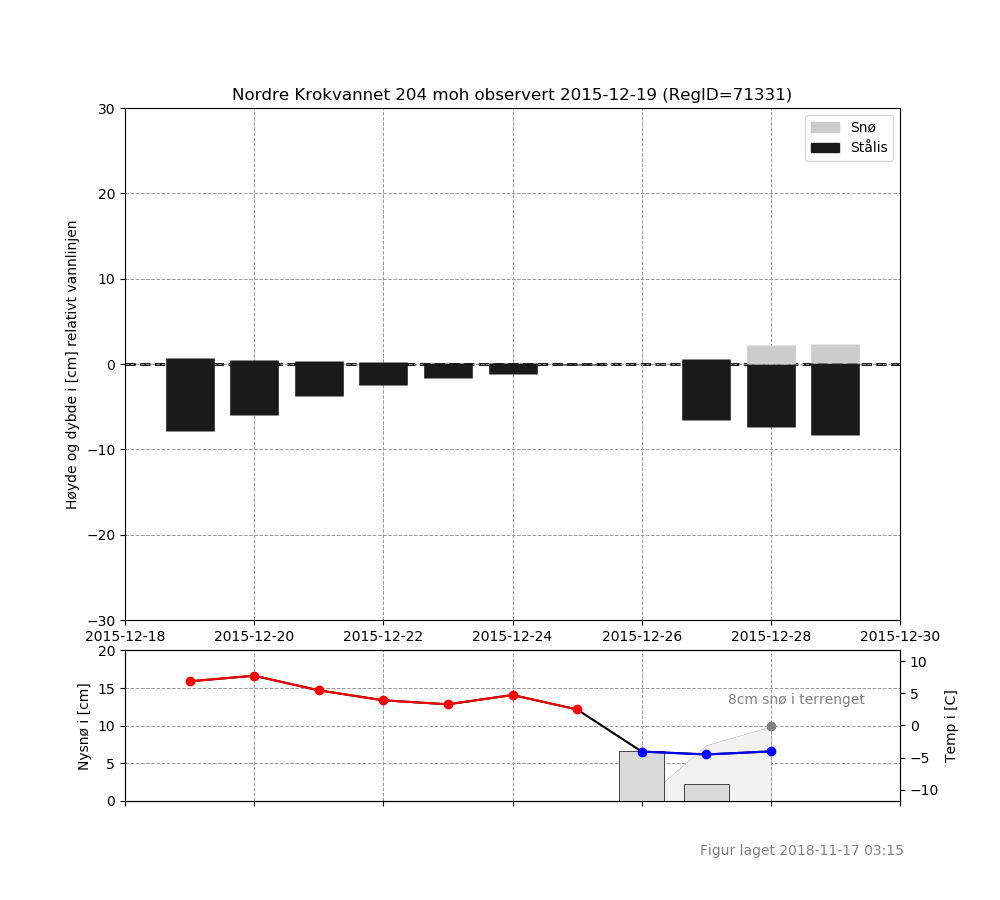 Nordre Krokvannet 204 moh observert 2015-12-19 (RegID=71331)
Snø
Stålis
Høyde og dybde i [cm] relativt vannlinjen
30
20
10
0
−10
−20
−30
2015-12-18 2015-12-20 2015-12-22 2015-12-24 2015-12-26 2015-12-28 2015-12-30
Nysnø i [cm]
20
15
10
5
0
8cm snø i terrenget
10
5
0
−5
−10
Temp i [C]
Figur laget 2018-11-17 03:15